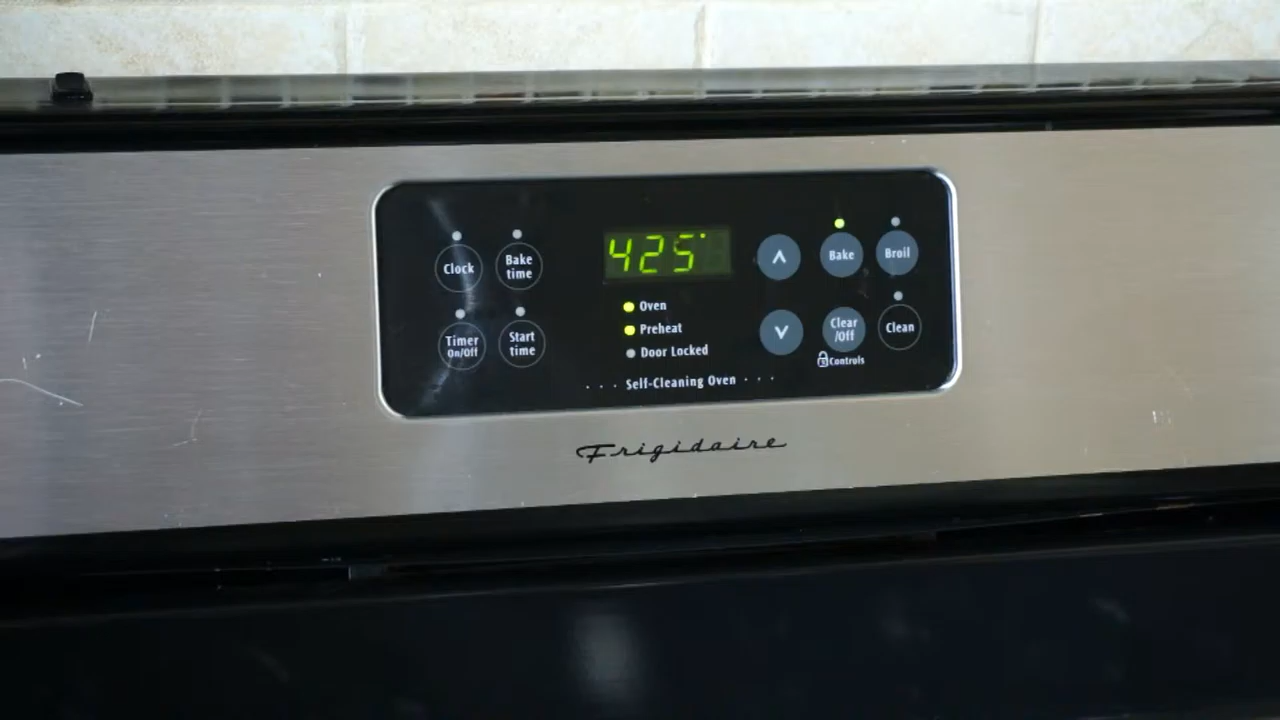 425°
Clock
Bake
time
Timer
On/Off
Start
time
Oven
Preheat
Door Locked
· · · Self-Cleaning Oven · · ·
Bake
Broil
Clear
/Off
Controls
Clean
Frigidaire